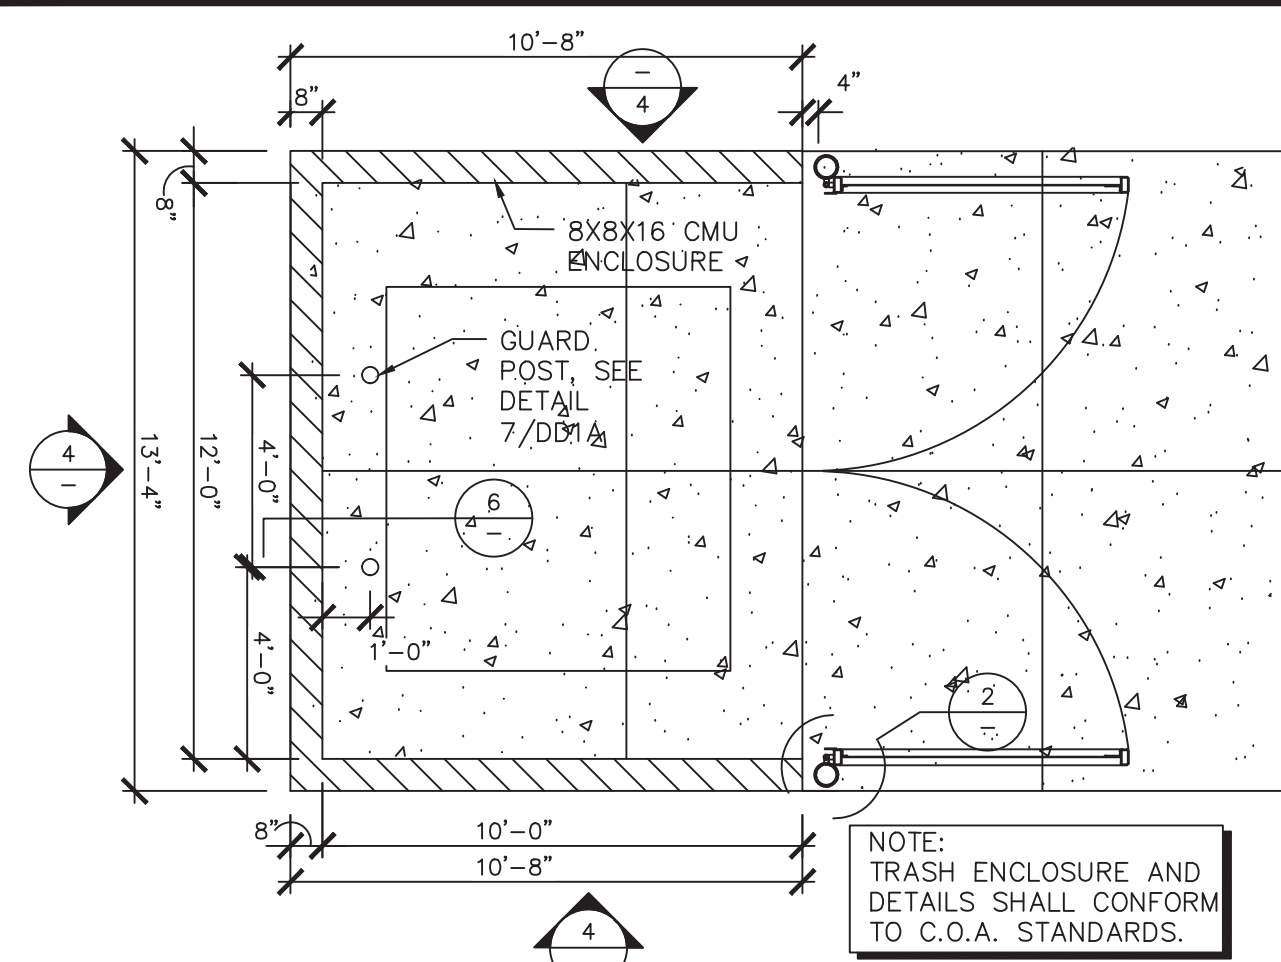 10'-8"
–
4
4"
8"
8"
8X8X16 CMU
ENCLOSURE
GUARD
POST, SEE
DETAIL
7/DD1A
4
–
13'-4"
12'-0"
4'-0"
6
–
4'-0"
1'-0"
2
–
8"
10'-0"
10'-8"
4
NOTE:
TRASH ENCLOSURE AND
DETAILS SHALL CONFORM
TO C.O.A. STANDARDS.